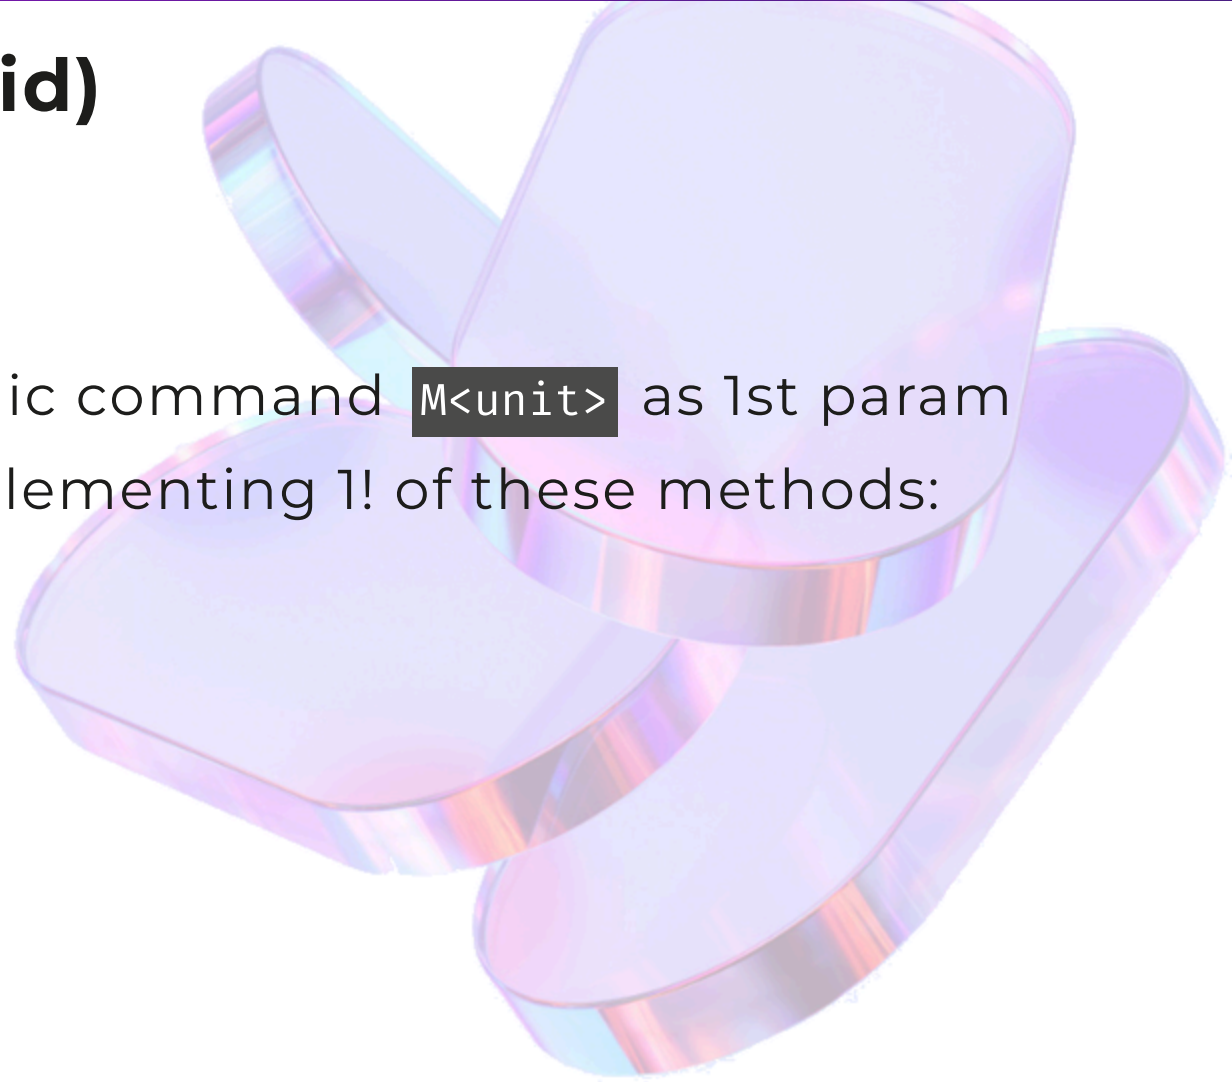 id)
ic command M<unit> as 1st param
lementing 1! of these methods: